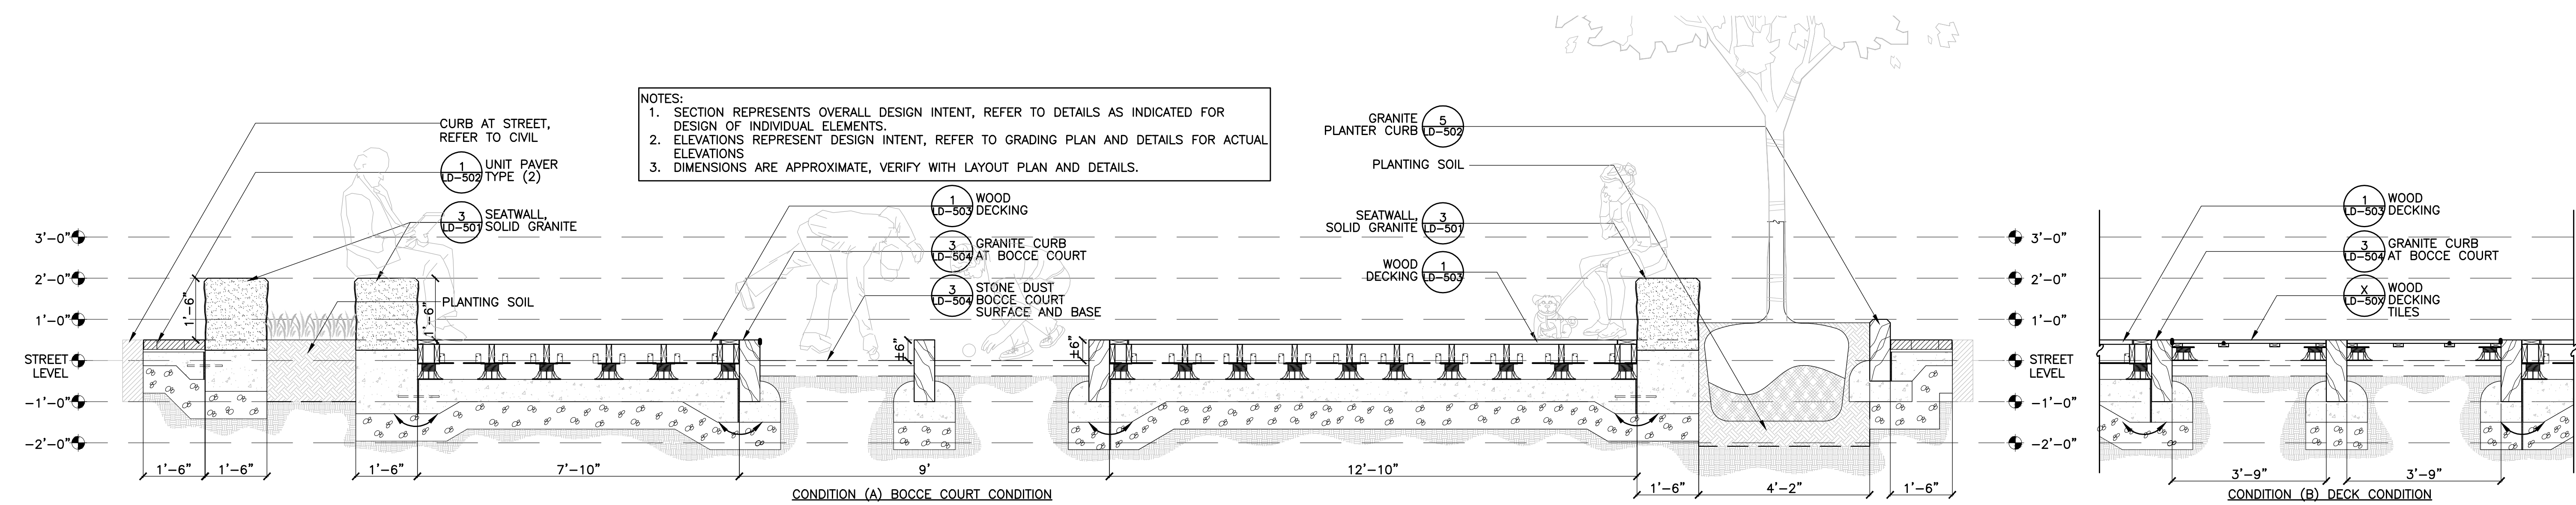 NOTES:
1. SECTION REPRESENTS OVERALL DESIGN INTENT, REFER TO DETAILS AS INDICATED FOR
DESIGN OF INDIVIDUAL ELEMENTS.
2. ELEVATIONS REPRESENT DESIGN INTENT, REFER TO GRADING PLAN AND DETAILS FOR ACTUAL
ELEVATIONS
3. DIMENSIONS ARE APPROXIMATE, VERIFY WITH LAYOUT PLAN AND DETAILS.
CURB AT STREET,
REFER TO CIVIL
1
LD-502
UNIT PAVER
TYPE (2)
3
LD-501
SEATWALL,
SOLID GRANITE
PLANTING SOIL
1
LD-503
WOOD
DECKING
3
LD-504
GRANITE CURB
AT BOCCE COURT
3
LD-504
STONE DUST
BOCCE COURT
SURFACE AND BASE
GRANITE
PLANTER CURB
5
LD-502
PLANTING SOIL
SEATWALL,
SOLID GRANITE
3
LD-501
WOOD
DECKING
1
LD-503
3'-0"
2'-0"
1'-0"
STREET
LEVEL
-1'-0"
-2'-0"
1'-6"
1'-6"
±6"
±6"
3'-0"
2'-0"
1'-0"
STREET
LEVEL
-1'-0"
-2'-0"
1'-6"
1'-6"
1'-6"
7'-10"
9'
12'-10"
1'-6"
4'-2"
1'-6"
CONDITION (A) BOCCE COURT CONDITION
1
LD-503
WOOD
DECKING
3
LD-504
GRANITE CURB
AT BOCCE COURT
X
LD-50X
WOOD
DECKING
TILES
3'-9"
3'-9"
CONDITION (B) DECK CONDITION